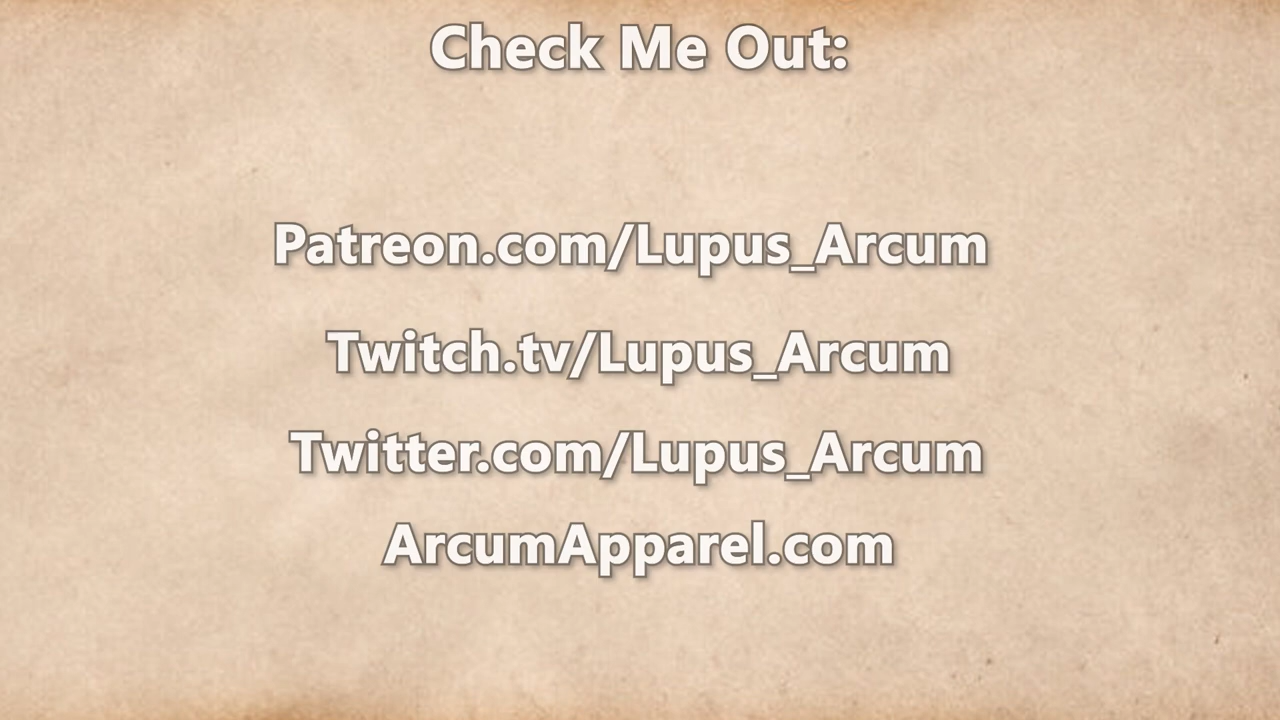 Check Me Out:
Patreon.com/Lupus_Arcum
Twitch.tv/Lupus_Arcum
Twitter.com/Lupus_Arcum
ArcumApparel.com